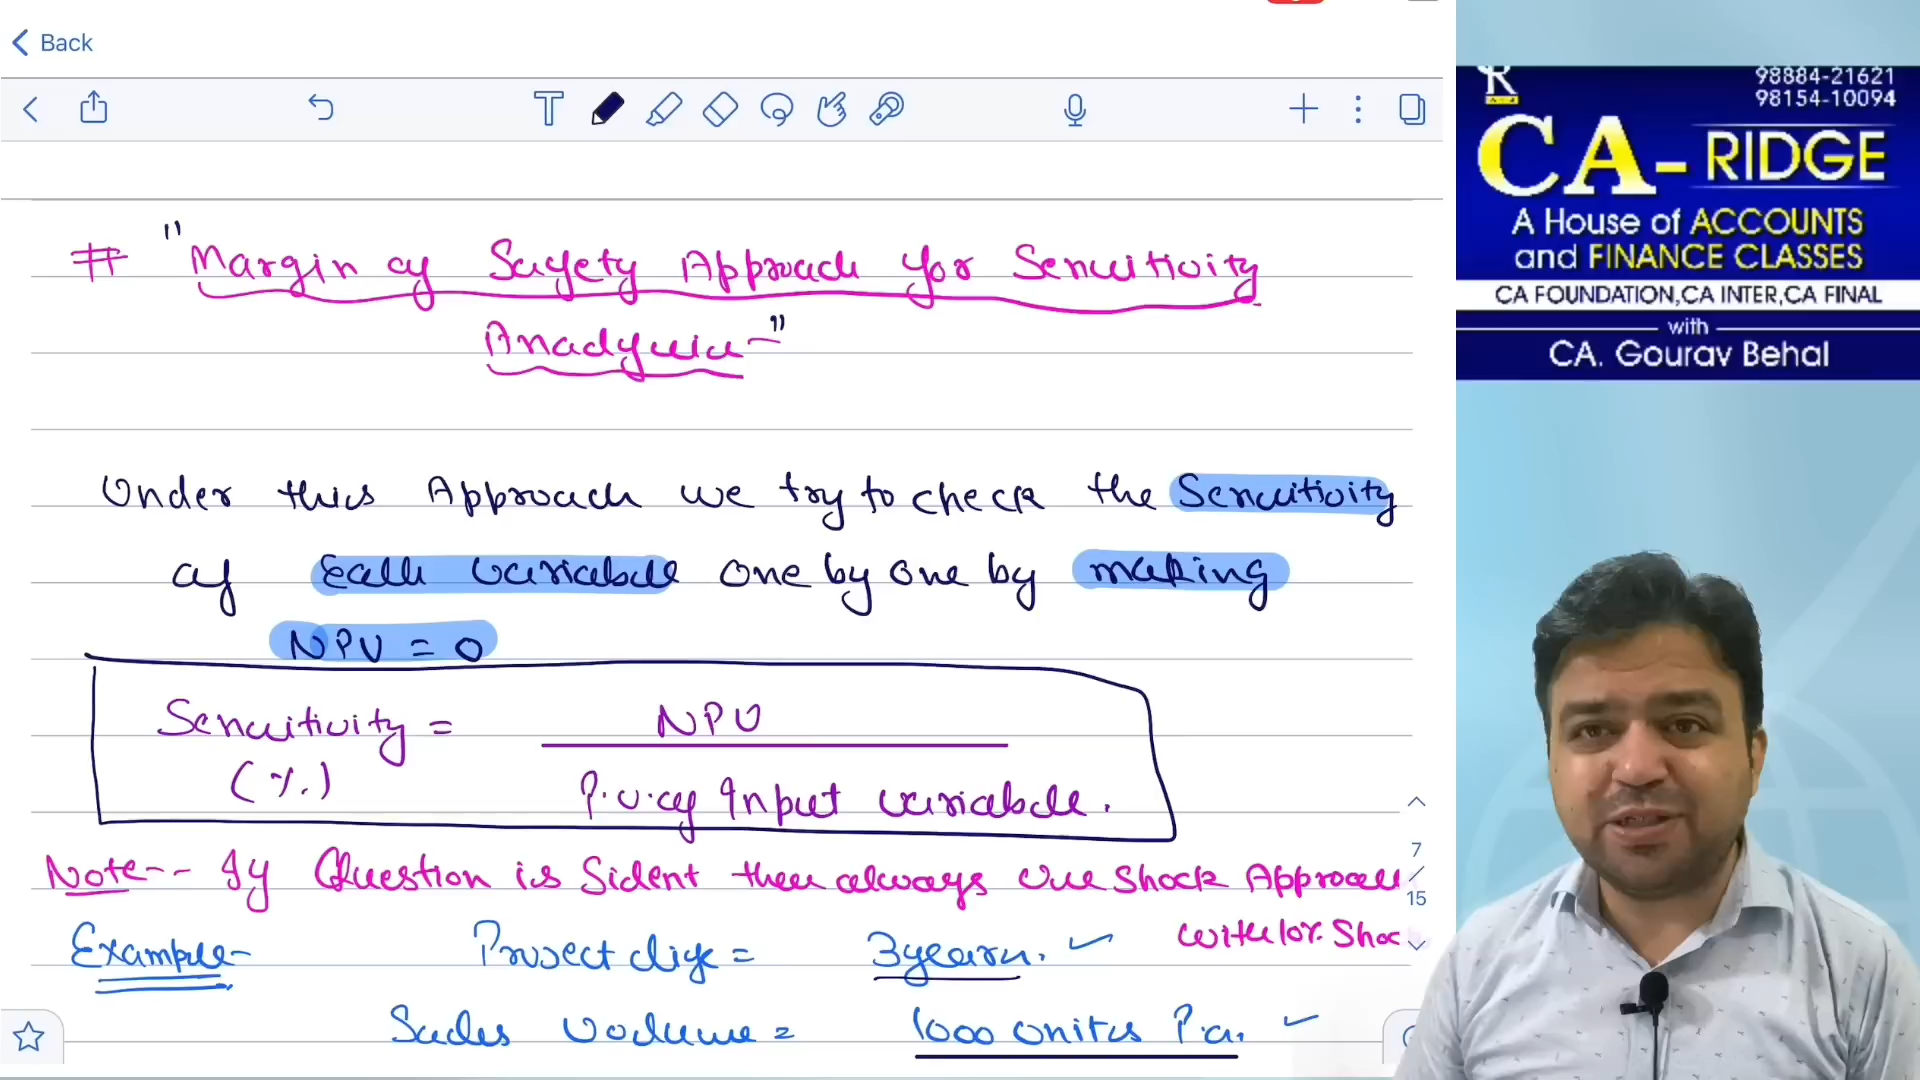 Back
# "Margin of Safety Approach for Sensitivity
Analysis-"
Under this Approach we try to check the Sensitivity
of Each variable one by one by making
NPV = 0
Sensitivity = NPV
(%) P.V. of Input variable.
Note-- If Question is Silent then always use Shock Approach
with 10% Shoc
Example- Project life = 3 years.
Sales Volume = 1000 units P.a.
7
15
R
98884-21621
98154-10094
CA- RIDGE
A House of ACCOUNTS
and FINANCE CLASSES
CA FOUNDATION,CA INTER,CA FINAL
with
CA. Gourav Behal